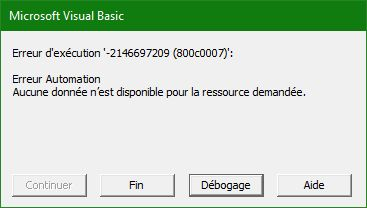 Microsoft Visual Basic
Erreur d'exécution '-2146697209 (800c0007)':
Erreur Automation
Aucune donnée n’est disponible pour la ressource demandée.
Continuer
Fin
Débogage
Aide